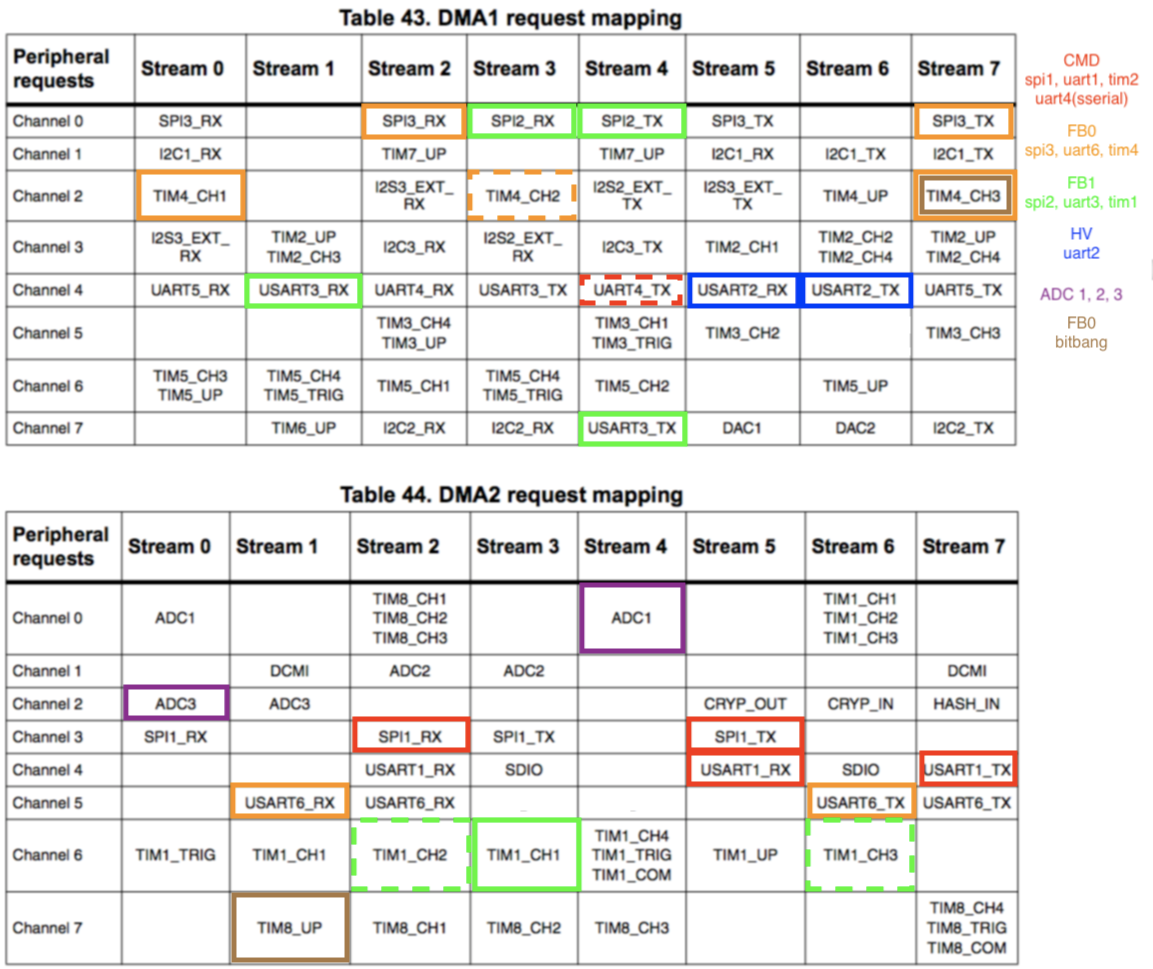 Table 43. DMA1 request mapping
Peripheral requests Stream 0 Stream 1 Stream 2 Stream 3 Stream 4 Stream 5 Stream 6 Stream 7
Channel 0 SPI3_RX SPI3_RX SPI2_RX SPI2_TX SPI3_TX SPI3_TX
Channel 1 I2C1_RX TIM7_UP TIM7_UP I2C1_RX I2C1_TX I2C1_TX
Channel 2 TIM4_CH1 I2S3_EXT_RX TIM4_CH2 I2S2_EXT_TX I2S3_EXT_TX TIM4_UP TIM4_CH3
Channel 3 I2S3_EXT_RX TIM2_UP TIM2_CH3 I2C3_RX I2S2_EXT_RX I2C3_TX TIM2_CH1 TIM2_CH2 TIM2_CH4 TIM2_UP TIM2_CH4
Channel 4 UART5_RX USART3_RX UART4_RX USART3_TX UART4_TX USART2_RX USART2_TX UART5_TX
Channel 5 TIM3_CH4 TIM3_UP TIM3_CH1 TIM3_TRIG TIM3_CH2 TIM3_CH3
Channel 6 TIM5_CH3 TIM5_UP TIM5_CH4 TIM5_TRIG TIM5_CH1 TIM5_CH4 TIM5_TRIG TIM5_CH2 TIM5_UP
Channel 7 TIM6_UP I2C2_RX I2C2_RX USART3_TX DAC1 DAC2 I2C2_TX
CMD
spi1, uart1, tim2
uart4(sserial)
FB0
spi3, uart6, tim4
FB1
spi2, uart3, tim1
HV
uart2
ADC 1, 2, 3
FB0
bitbang
Table 44. DMA2 request mapping
Peripheral requests Stream 0 Stream 1 Stream 2 Stream 3 Stream 4 Stream 5 Stream 6 Stream 7
Channel 0 ADC1 TIM8_CH1 TIM8_CH2 TIM8_CH3 ADC1 TIM1_CH1 TIM1_CH2 TIM1_CH3
Channel 1 DCMI ADC2 ADC2 DCMI
Channel 2 ADC3 ADC3 CRYP_OUT CRYP_IN HASH_IN
Channel 3 SPI1_RX SPI1_RX SPI1_TX SPI1_TX
Channel 4 USART1_RX SDIO USART1_RX SDIO USART1_TX
Channel 5 USART6_RX USART6_RX USART6_TX USART6_TX
Channel 6 TIM1_TRIG TIM1_CH1 TIM1_CH2 TIM1_CH1 TIM1_CH4 TIM1_TRIG TIM1_COM TIM1_UP TIM1_CH3
Channel 7 TIM8_UP TIM8_CH1 TIM8_CH2 TIM8_CH3 TIM8_CH4 TIM8_TRIG TIM8_COM